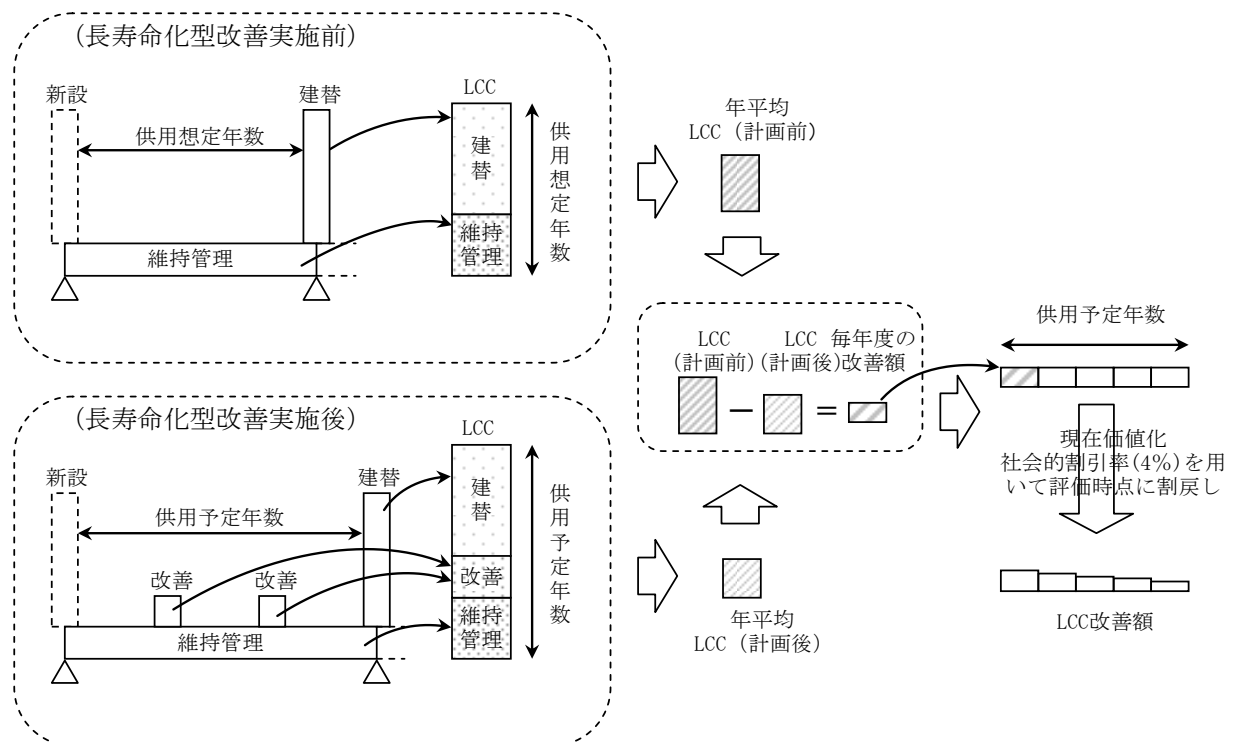 (長寿命化型改善実施前)
新設
建替
LCC
供用想定年数
建替
維持管理
供用想定年数
維持管理
年平均
LCC（計画前）
LCC
(計画前)
LCC
(計画後)
毎年度の
改善額
－
＝
供用予定年数
現在価値化
社会的割引率(4%)を用
いて評価時点に割戻し
LCC改善額
(長寿命化型改善実施後)
新設
建替
LCC
供用予定年数
改善
改善
建替
改善
維持管理
供用予定年数
維持管理
年平均
LCC（計画後）